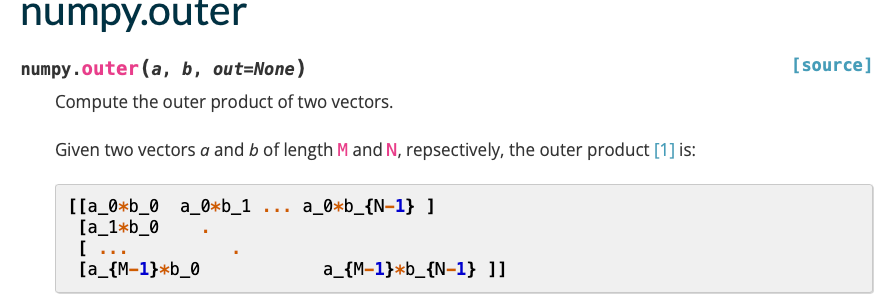 numpy.outer
numpy.outer(a, b, out=None) [source]
Compute the outer product of two vectors.
Given two vectors a and b of length M and N, repsectively, the outer product [1] is:
[[a_0*b_0  a_0*b_1 ... a_0*b_{N-1} ]
 [a_1*b_0    .
 [ ...          .
 [a_{M-1}*b_0            a_{M-1}*b_{N-1} ]]